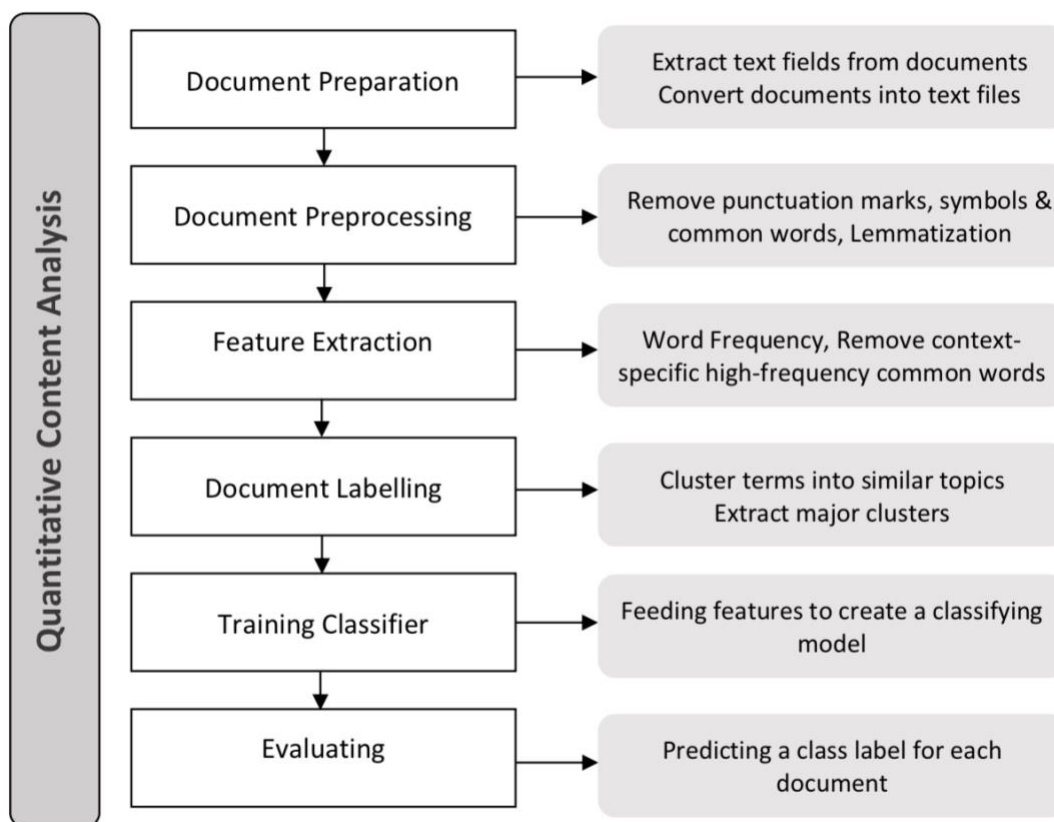 Quantitative Content Analysis
Document Preparation
Extract text fields from documents
Convert documents into text files
Document Preprocessing
Remove punctuation marks, symbols &
common words, Lemmatization
Feature Extraction
Word Frequency, Remove context-
specific high-frequency common words
Document Labelling
Cluster terms into similar topics
Extract major clusters
Training Classifier
Feeding features to create a classifying
model
Evaluating
Predicting a class label for each
document